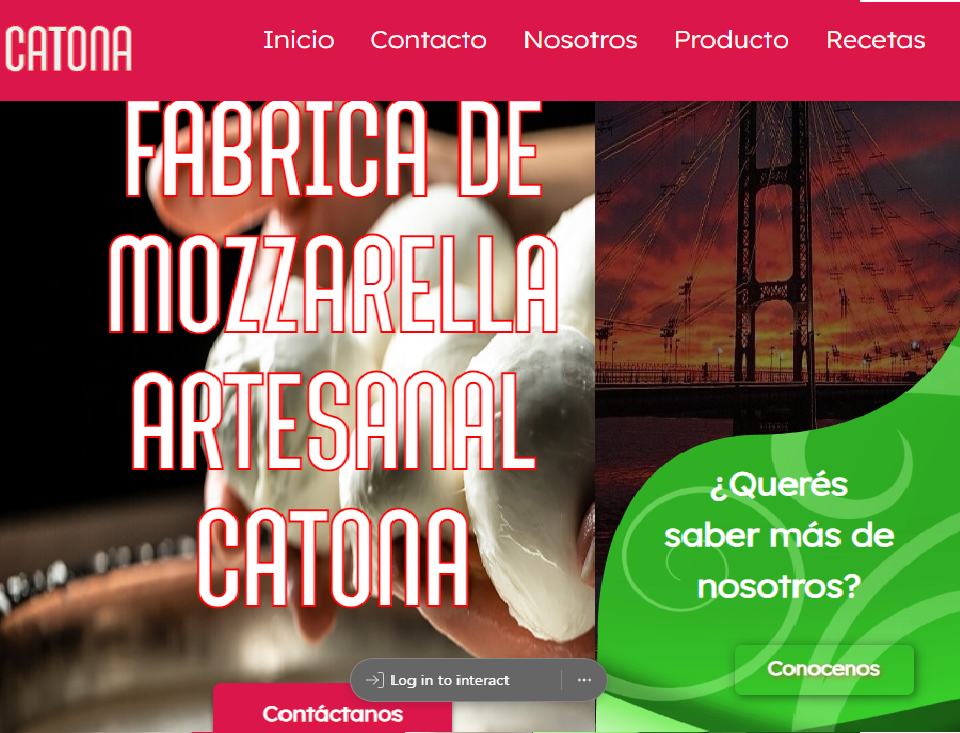 CATONA
Inicio
Contacto
Nosotros
Producto
Recetas
FABRICA DE
MOZZARELLA
ARTESANAL
CATONA
¿Querés
saber más de
nosotros?
Conocenos
Log in to interact
Contáctanos